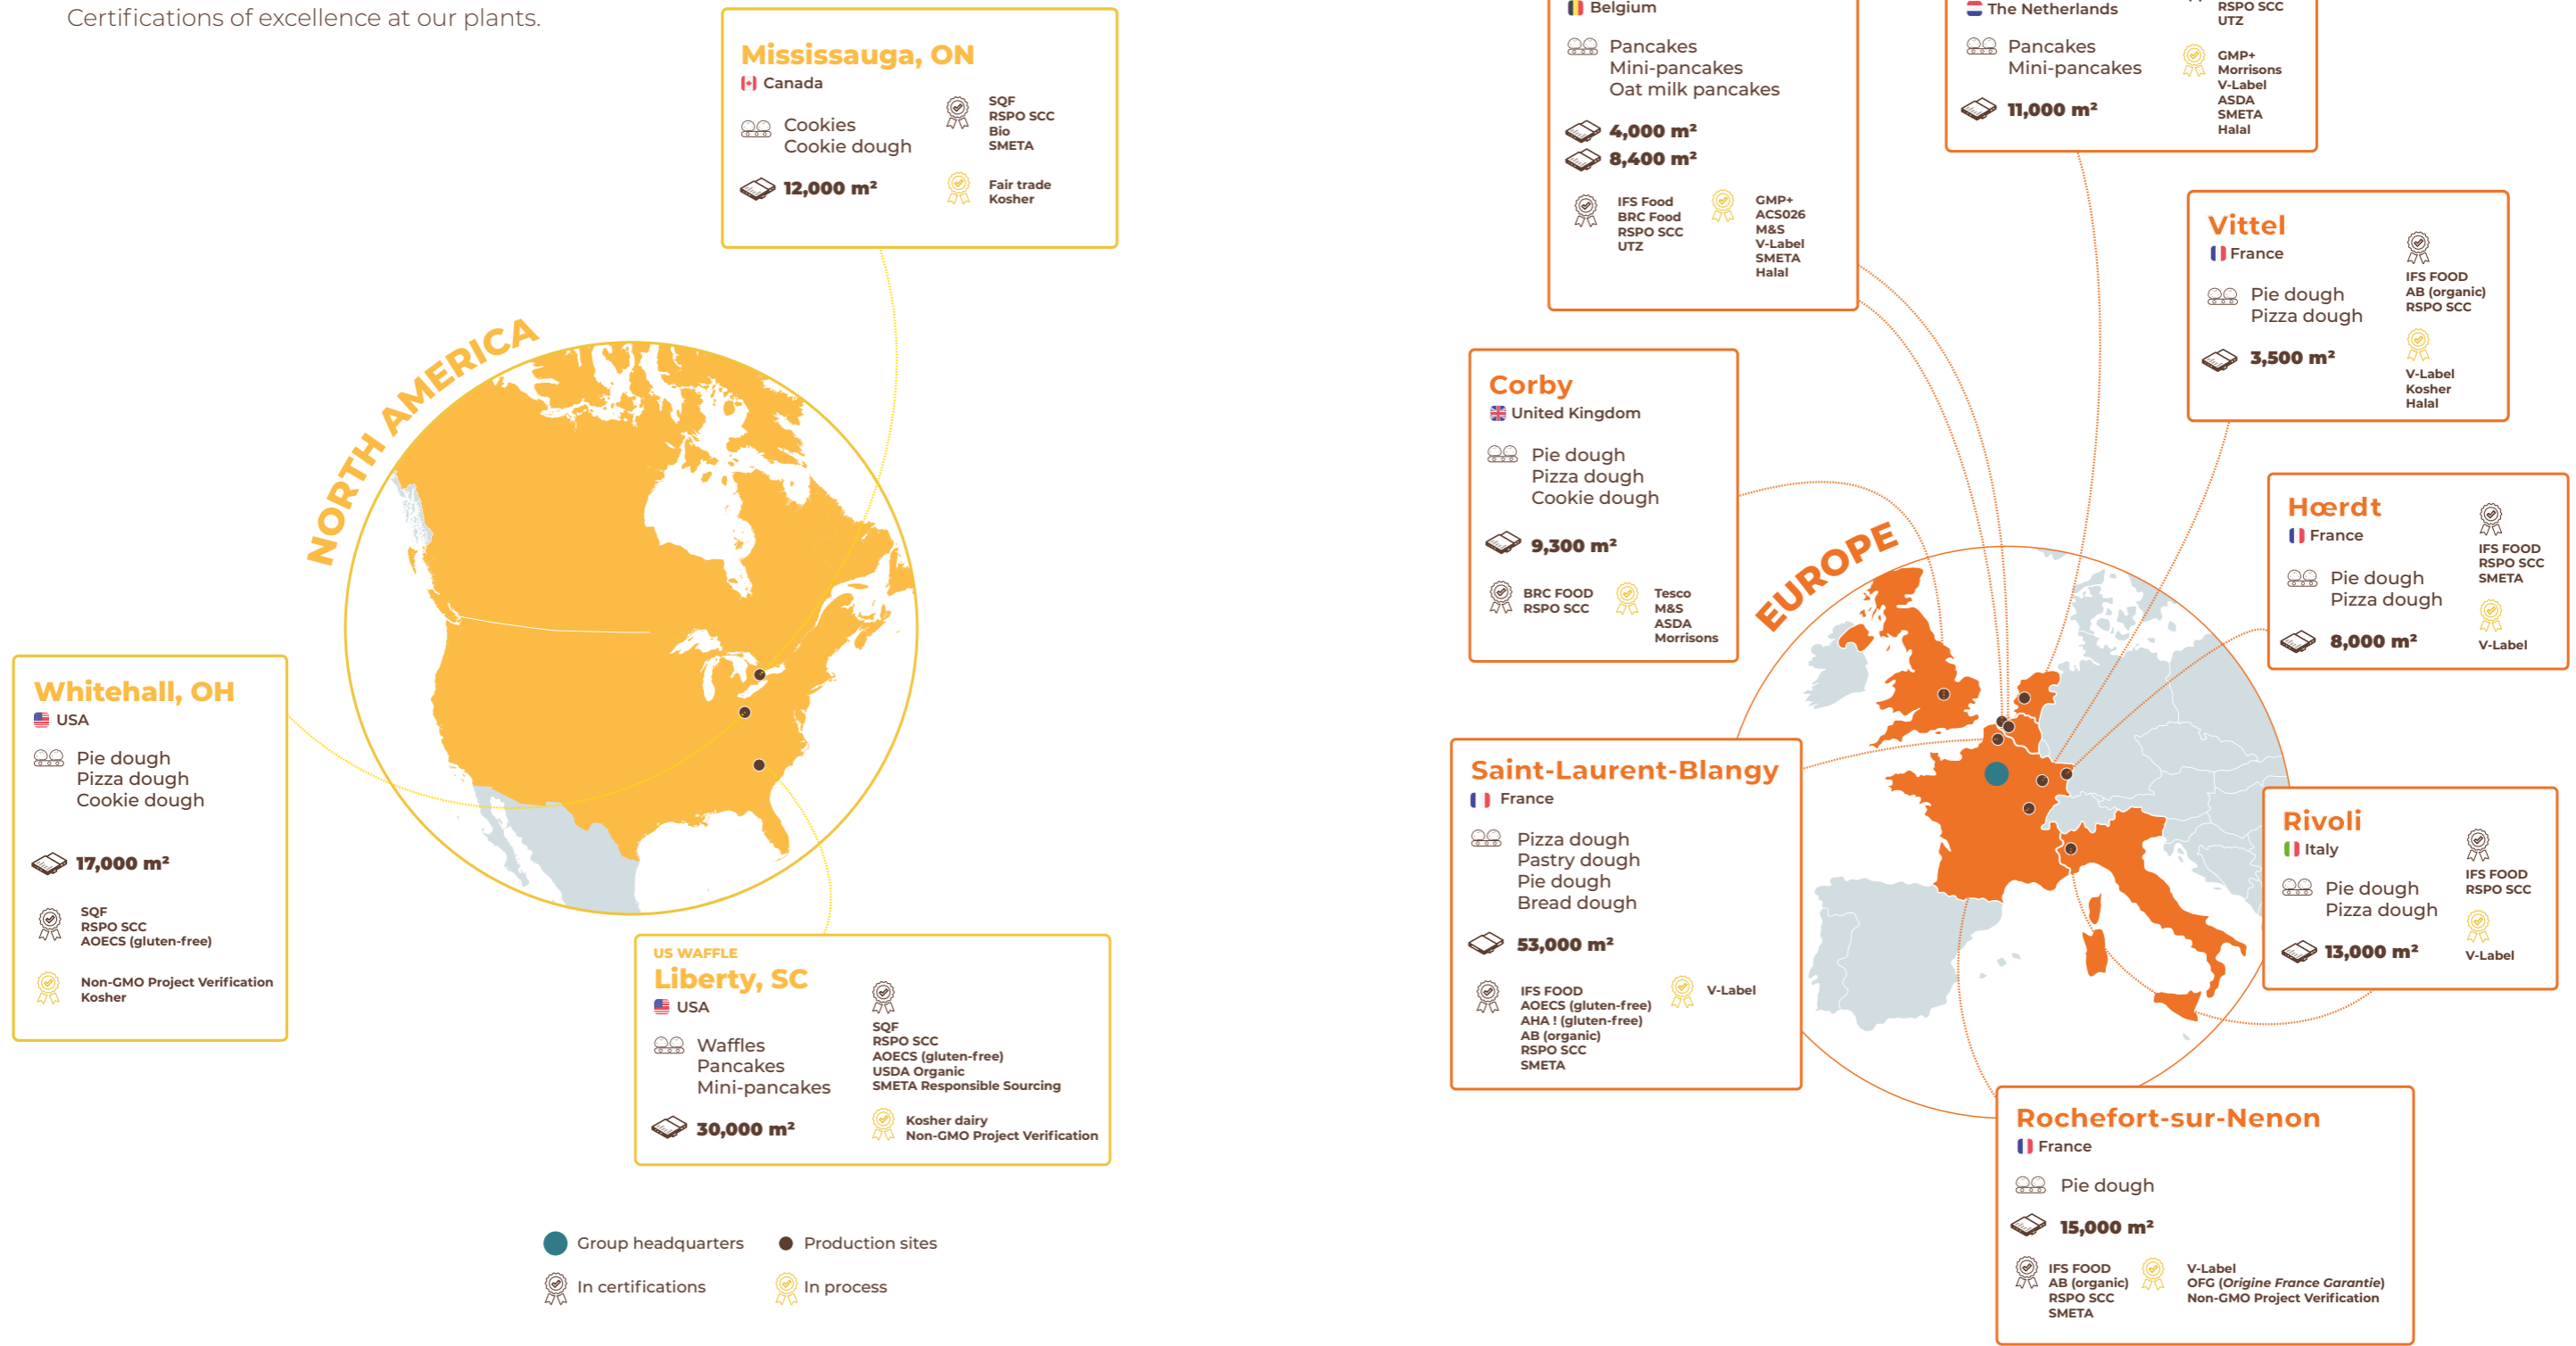 Certifications of excellence at our plants.
Mississauga, ON
Canada
Cookies
Cookie dough
12,000 m²
SQF
RSPO SCC
Bio
SMETA
Fair trade
Kosher
NORTH AMERICA
Whitehall, OH
USA
Pie dough
Pizza dough
Cookie dough
17,000 m²
SQF
RSPO SCC
AOECS (gluten-free)
Non-GMO Project Verification
Kosher
US WAFFLE
Liberty, SC
USA
Waffles
Pancakes
Mini-pancakes
30,000 m²
SQF
RSPO SCC
AOECS (gluten-free)
USDA Organic
SMETA Responsible Sourcing
Kosher dairy
Non-GMO Project Verification
Group headquarters
Production sites
In certifications
In process
Belgium
Pancakes
Mini-pancakes
Oat milk pancakes
4,000 m²
8,400 m²
IFS Food
BRC Food
RSPO SCC
UTZ
GMP+
ACS026
M&S
V-Label
SMETA
Halal
The Netherlands
Pancakes
Mini-pancakes
11,000 m²
RSPO SCC
UTZ
GMP+
Morrisons
V-Label
ASDA
SMETA
Halal
Vittel
France
Pie dough
Pizza dough
3,500 m²
IFS FOOD
AB (organic)
RSPO SCC
V-Label
Kosher
Halal
Corby
United Kingdom
Pie dough
Pizza dough
Cookie dough
9,300 m²
BRC FOOD
RSPO SCC
Tesco
M&S
ASDA
Morrisons
EUROPE
Hœrdt
France
Pie dough
Pizza dough
8,000 m²
IFS FOOD
RSPO SCC
SMETA
V-Label
Saint-Laurent-Blangy
France
Pizza dough
Pastry dough
Pie dough
Bread dough
53,000 m²
IFS FOOD
AOECS (gluten-free)
AHA ! (gluten-free)
AB (organic)
RSPO SCC
SMETA
V-Label
Rivoli
Italy
Pie dough
Pizza dough
13,000 m²
IFS FOOD
RSPO SCC
V-Label
Rochefort-sur-Nenon
France
Pie dough
15,000 m²
IFS FOOD
AB (organic)
RSPO SCC
SMETA
V-Label
OFG (Origine France Garantie)
Non-GMO Project Verification